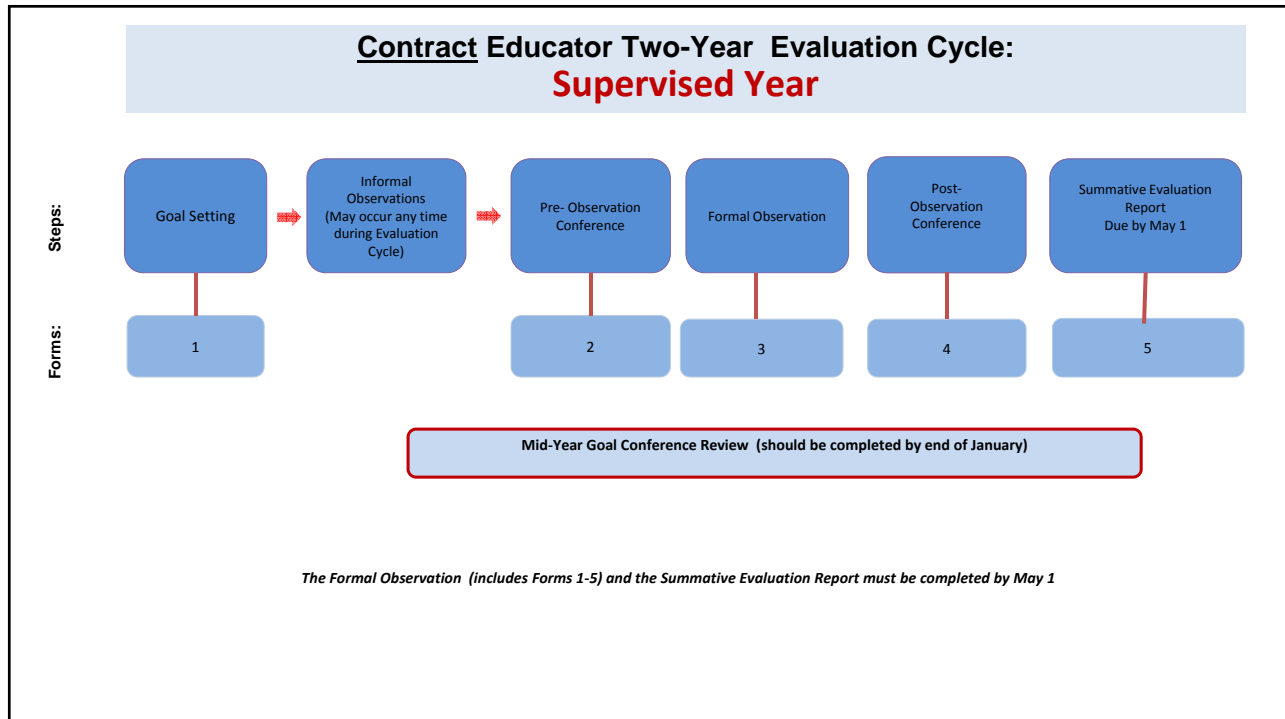 Contract Educator Two-Year Evaluation Cycle:
Supervised Year
Steps:
Goal Setting
Informal
Observations
(May occur any time
during Evaluation
Cycle)
Pre- Observation
Conference
Formal Observation
Post-
Observation
Conference
Summative Evaluation
Report
Due by May 1
Forms:
1
2
3
4
5
Mid-Year Goal Conference Review (should be completed by end of January)
The Formal Observation (includes Forms 1-5) and the Summative Evaluation Report must be completed by May 1